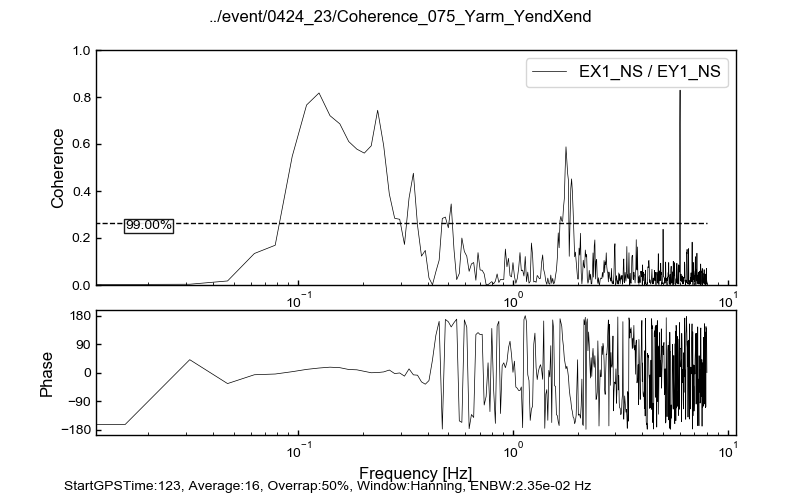 ../event/0424_23/Coherence_075_Yarm_YendXend
1.0
EX1_NS / EY1_NS
0.8
0.6
Coherence
0.4
99.00%
0.2
0.0
10⁻¹ 10⁰ 10¹
180
90
Phase
0
−90
−180
10⁻¹ 10⁰ 10¹
Frequency [Hz]
StartGPSTime:123, Average:16, Overrap:50%, Window:Hanning, ENBW:2.35e-02 Hz